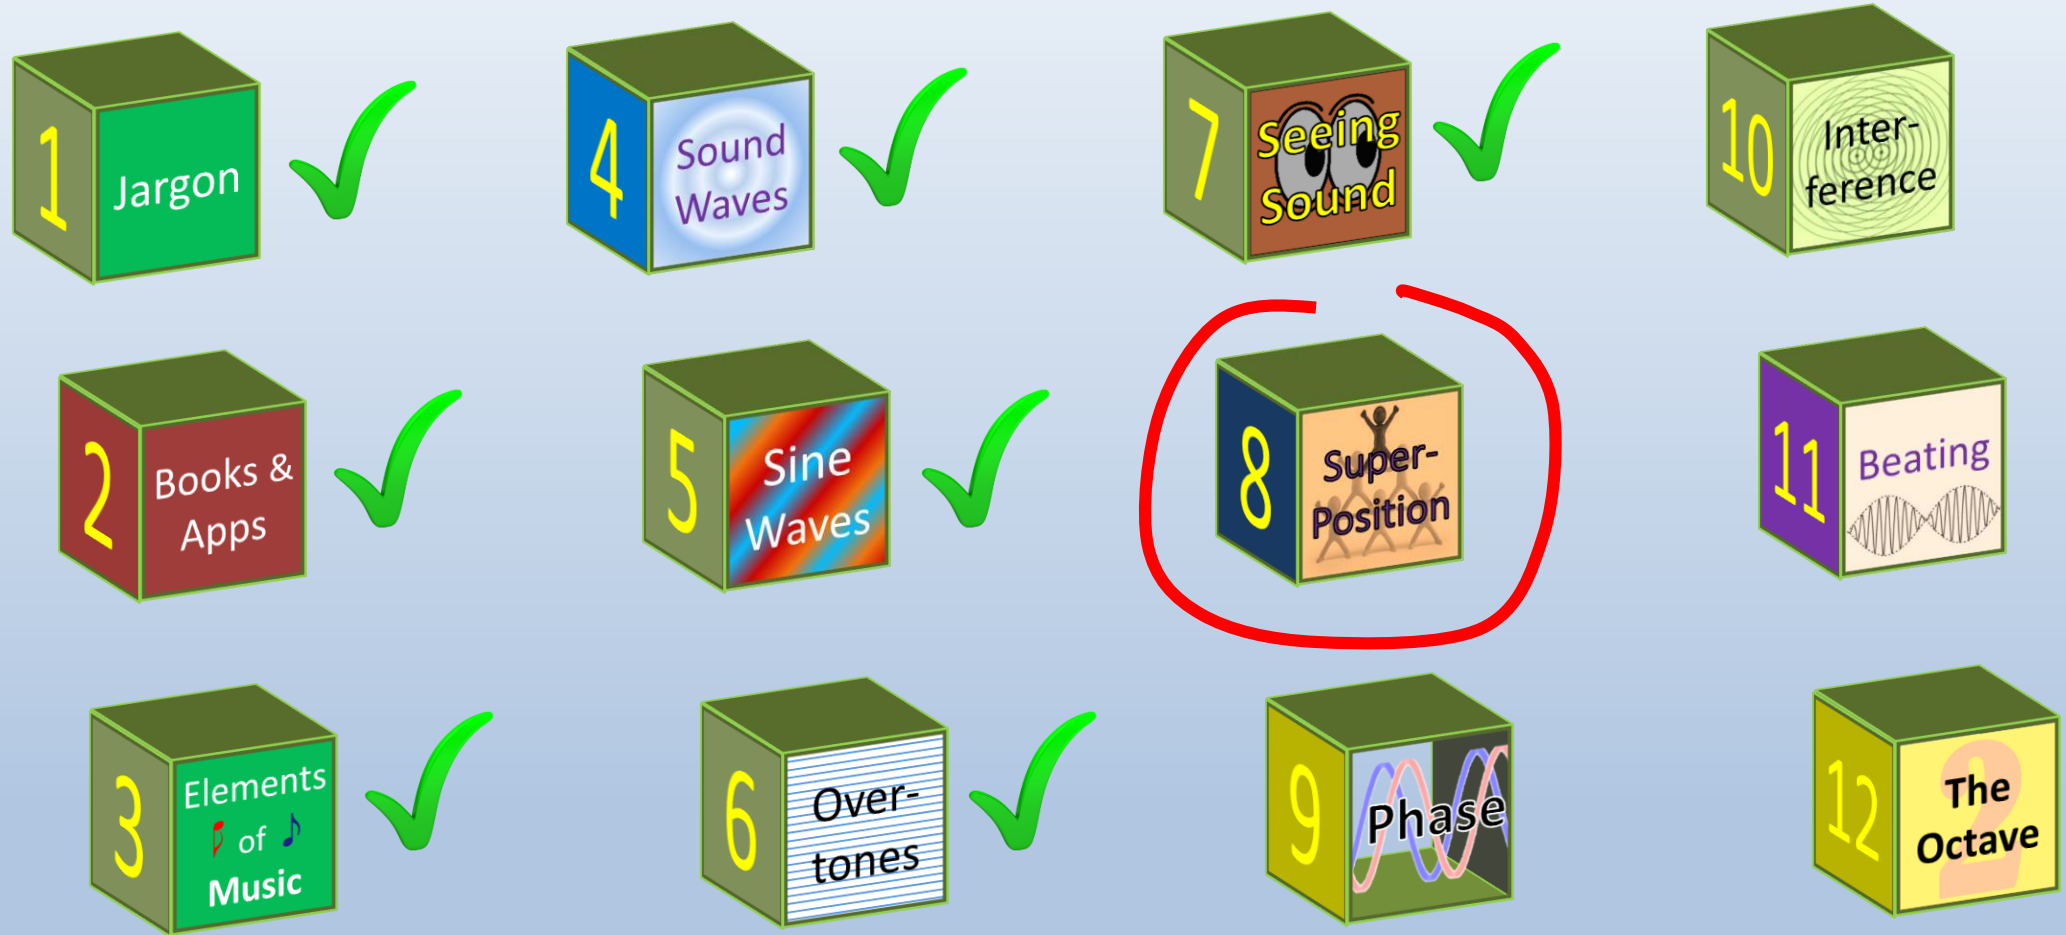 1
Jargon
2
Books &
Apps
3
Elements
of
Music
4
Sound
Waves
5
Sine
Waves
6
Over-
tones
7
Seeing
Sound
8
Super-
Position
9
Phase
10
Inter-
ference
11
Beating
12
2
The
Octave